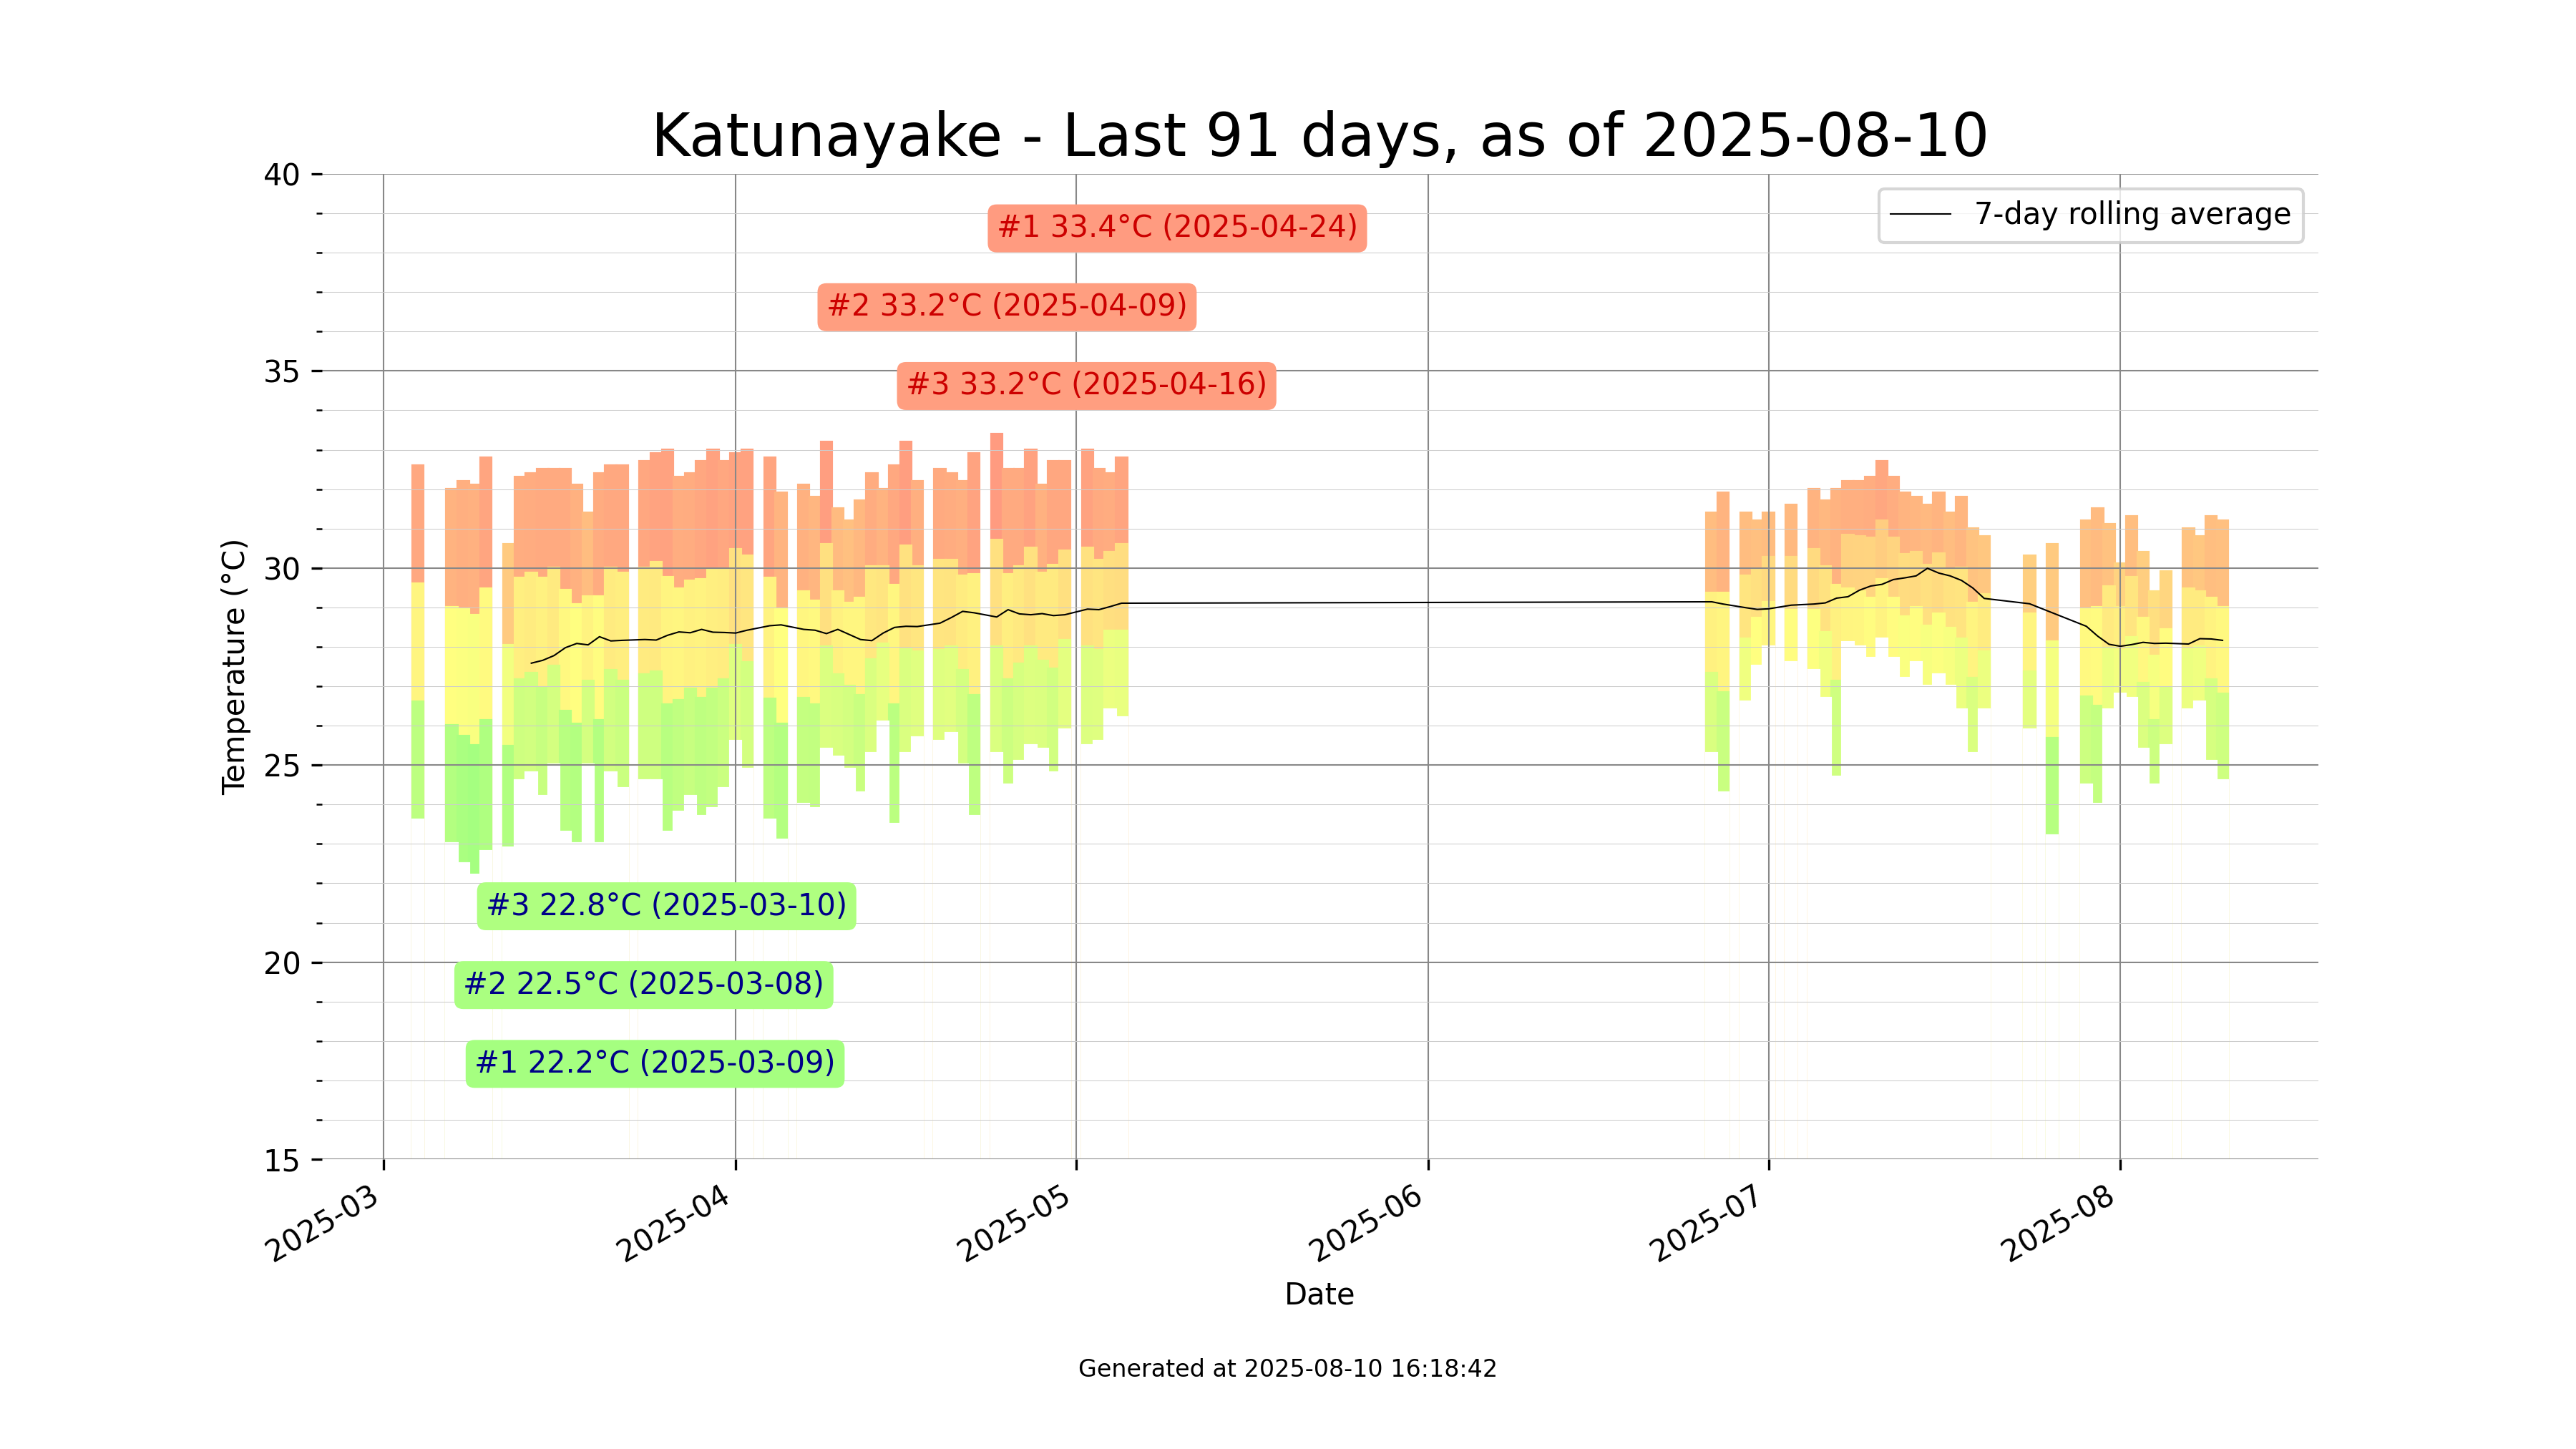 Katunayake - Last 91 days, as of 2025-08-10
7-day rolling average
#1 33.4°C (2025-04-24)
#2 33.2°C (2025-04-09)
#3 33.2°C (2025-04-16)
#3 22.8°C (2025-03-10)
#2 22.5°C (2025-03-08)
#1 22.2°C (2025-03-09)
Temperature (°C)
40
35
30
25
20
15
2025-03
2025-04
2025-05
2025-06
2025-07
2025-08
Date
Generated at 2025-08-10 16:18:42